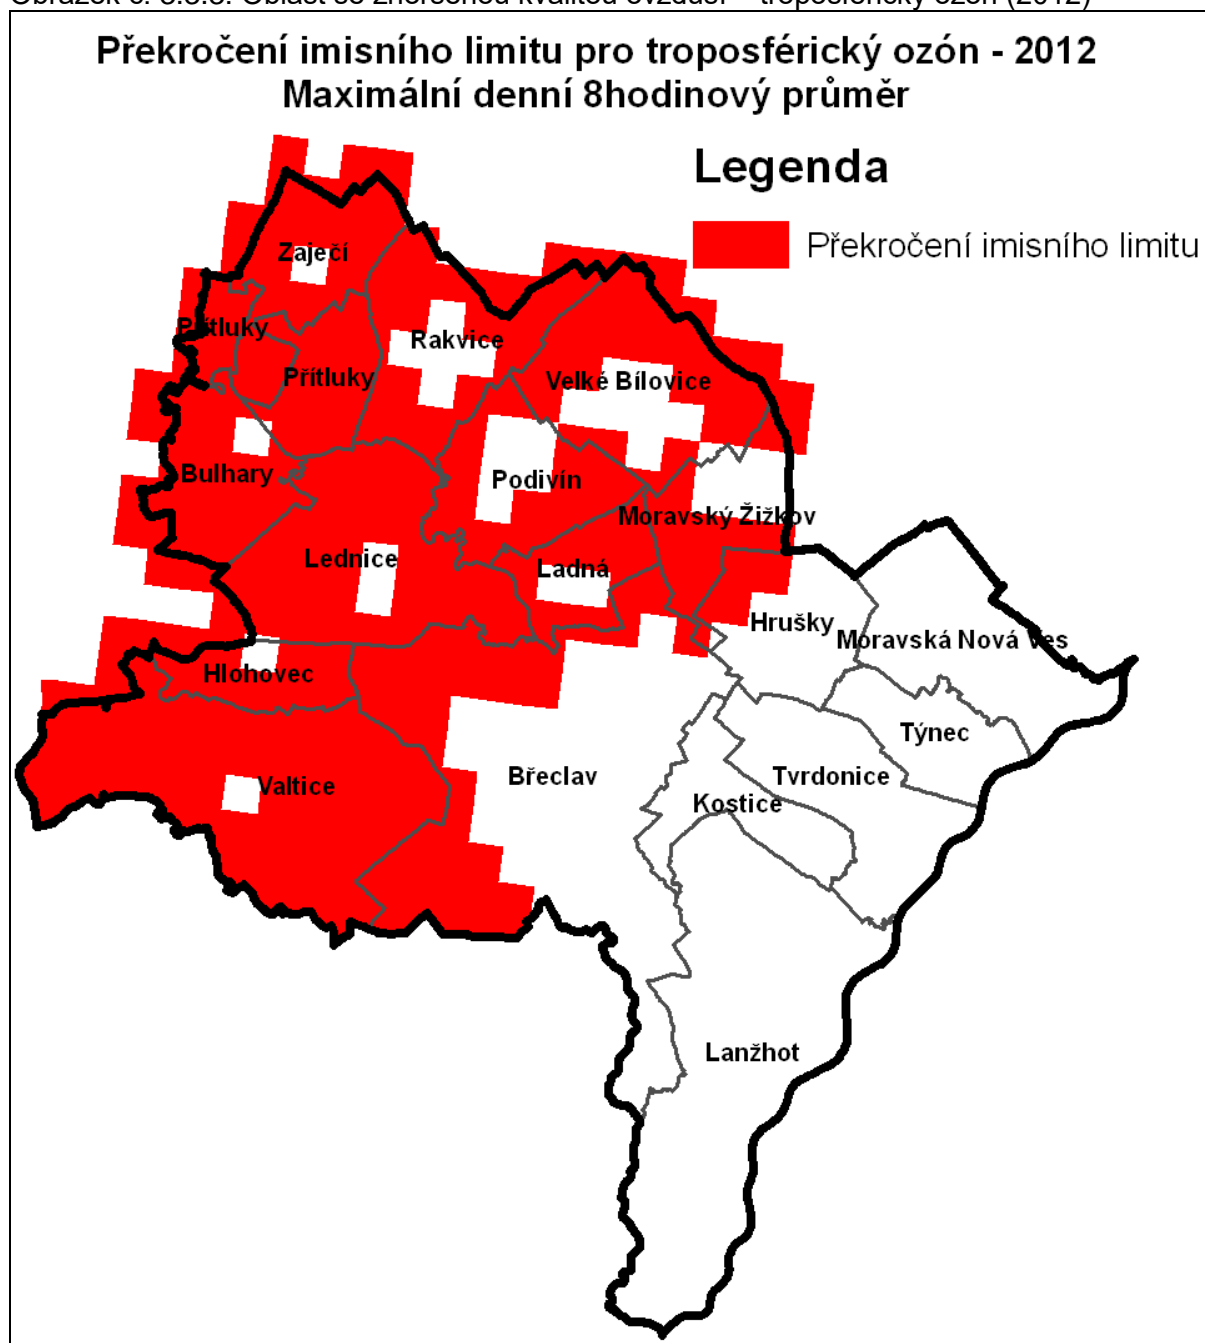 Překročení imisního limitu pro troposférický ozón - 2012
Maximální denní 8hodinový průměr
Legenda
Překročení imisního limitu
Zaječí
Přítluky
Rakvice
Přítluky
Velké Bílovice
Bulhary
Podivín
Moravský Žižkov
Lednice
Ladná
Hrušky
Moravská Nová Ves
Hlohovec
Týnec
Valtice
Břeclav
Tvrdonice
Kostice
Lanžhot